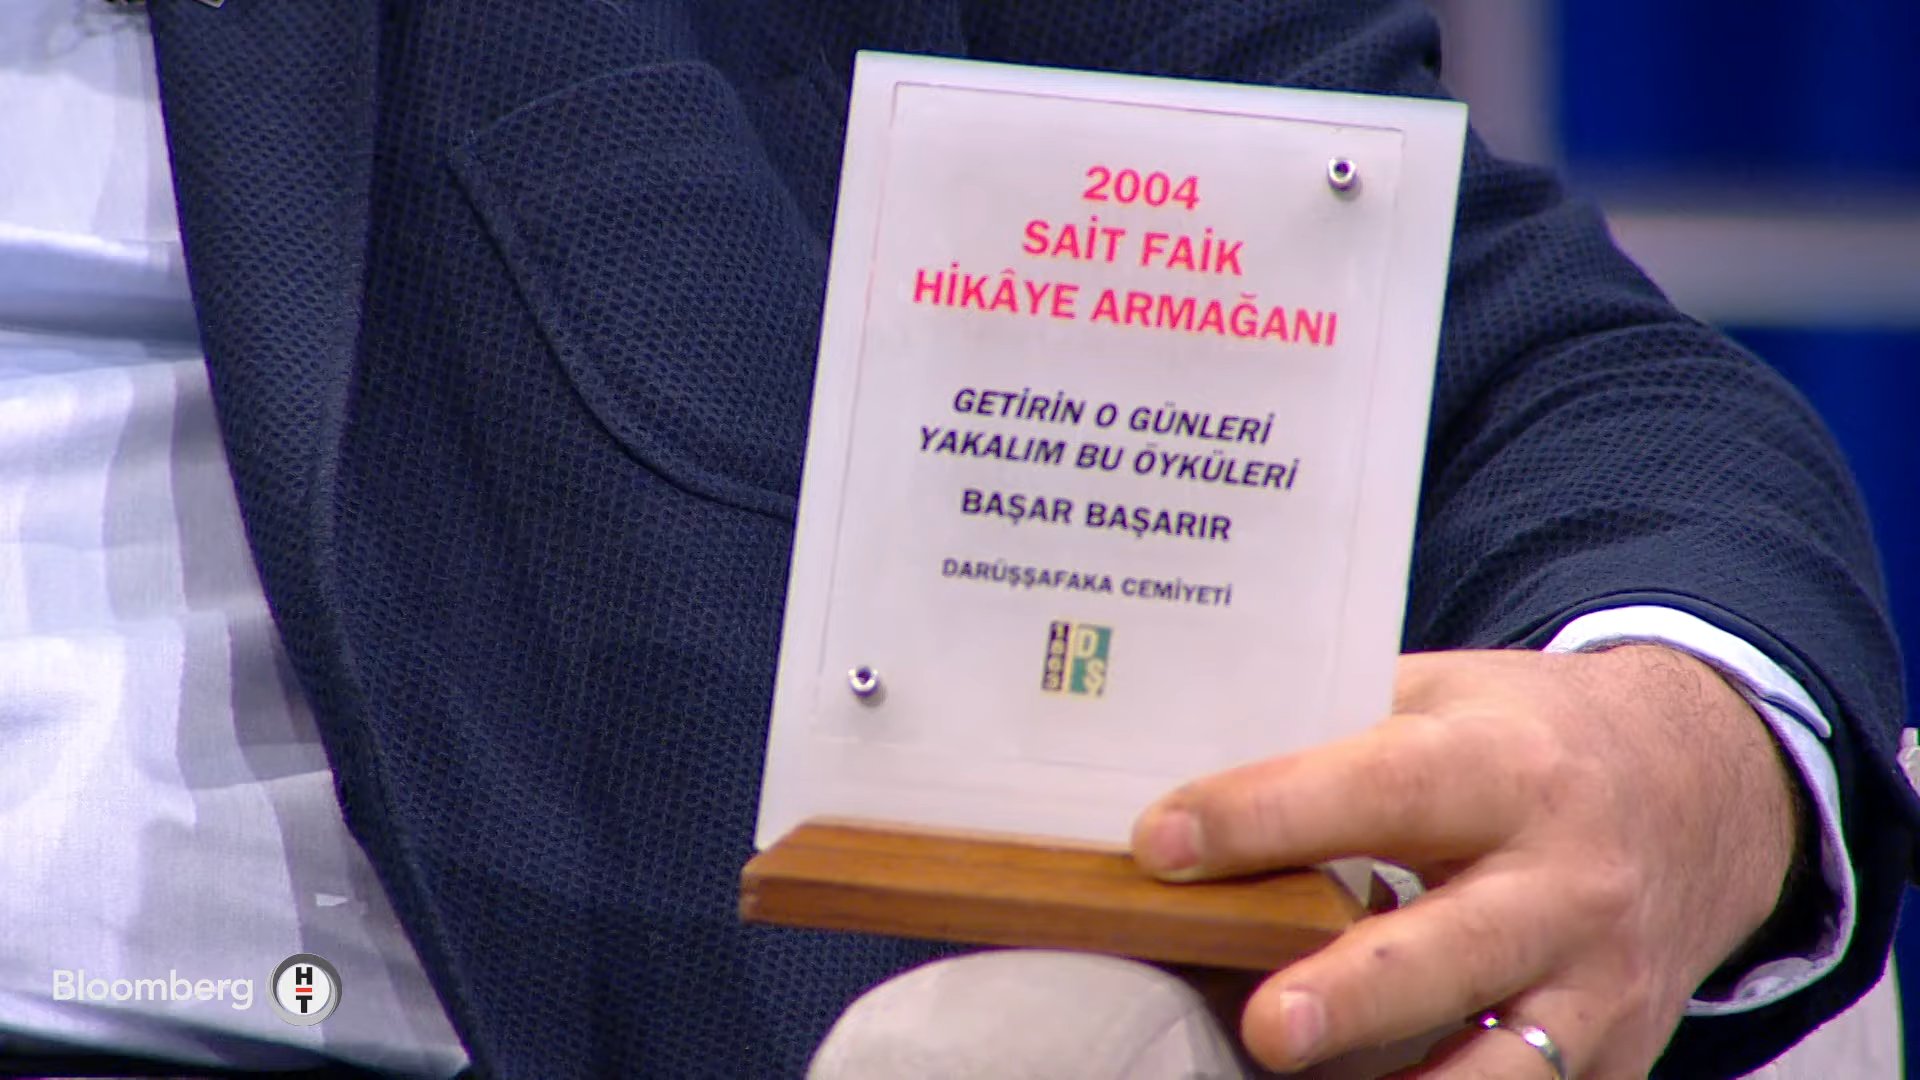 2004
SAİT FAİK
HİKÂYE ARMAĞANI
GETİRİN O GÜNLERİ
YAKALIM BU ÖYKÜLERİ
BAŞAR BAŞARIR
DARÜŞŞAFAKA CEMİYETİ
1863 DŞ
Bloomberg HT